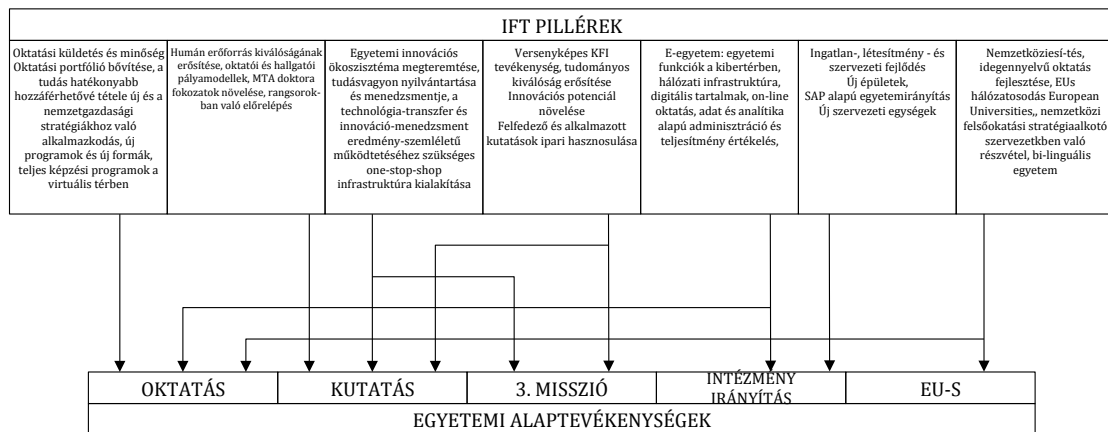 IFT PILLÉREK
Oktatási küldetés és minőség
Oktatási portfólió bővítése, a
tudás hatékonyabb
hozzáférhetővé tétele új és a
nemzetgazdasági
stratégiákhoz való
alkalmazkodás, új
programok és új formák,
teljes képzési programok a
virtuális térben
Humán erőforrás kiválóságának
erősítése, oktatói és hallgatói
pályamodellek, MTA doktora
fokozatok növelése, rangsorok-
ban való előrelépés
Egyetemi innovációs
ökoszisztéma megteremtése,
tudásvagyon nyilvántartása
és menedzsmentje, a
technológia-transzfer és
innováció-menedzsment
eredmény-szemléletű
működtetéséhez szükséges
one-stop-shop
infrastruktúra kialakítása
Versenyképes KFI
tevékenység, tudományos
kiválóság erősítése
Innovációs potenciál
növelése
Felfedező és alkalmazott
kutatások ipari hasznosulása
E-egyetem: egyetemi
funkciók a kibertérben,
hálózati infrastruktúra,
digitális tartalmak, on-line
oktatás, adat és analítika
alapú adminisztráció és
teljesítmény értékelés,
Ingatlan-, létesítmény - és
szervezeti fejlődés
Új épületek,
SAP alapú egyetemirányítás
Új szervezeti egységek
Nemzetköziesí-tés,
idegennyelvű oktatás
fejlesztése, EUs
hálózatosodás European
Universities,, nemzetközi
felsőokatási stratégiaalkotó
szervezetkben való
részvétel, bi-linguális
egyetem
OKTATÁS
KUTATÁS
3. MISSZIÓ
INTÉZMÉNY
IRÁNYÍTÁS
EU-S
EGYETEMI ALAPTEVÉKENYSÉGEK